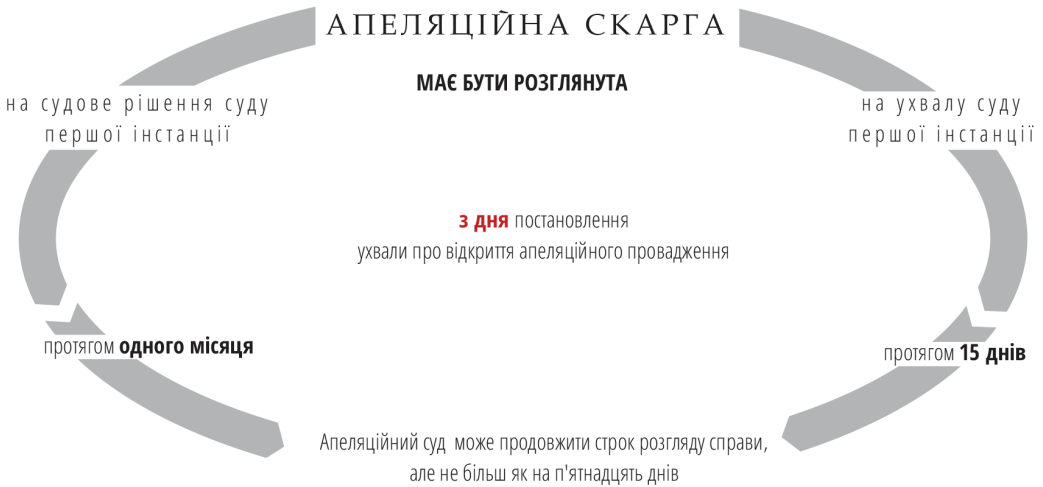 АПЕЛЯЦІЙНА СКАРГА
МАЄ БУТИ РОЗГЛЯНУТА
на судове рішення суду
першої інстанції
на ухвалу суду
першої інстанції
з дня постановлення
ухвали про відкриття апеляційного провадження
протягом одного місяця
протягом 15 днів
Апеляційний суд може продовжити строк розгляду справи,
але не більш як на п'ятнадцять днів